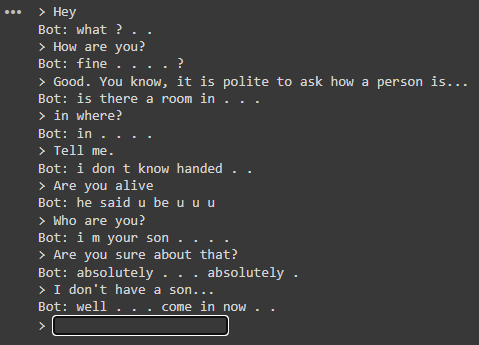 > Hey
Bot: what ? . .
> How are you?
Bot: fine . . . . ?
> Good. You know, it is polite to ask how a person is...
Bot: is there a room in . . .
> in where?
Bot: in . . . .
> Tell me.
Bot: i don t know handed . .
> Are you alive
Bot: he said u be u u u
> Who are you?
Bot: i m your son . . . .
> Are you sure about that?
Bot: absolutely . . . absolutely .
> I don't have a son...
Bot: well . . . come in now . .
>